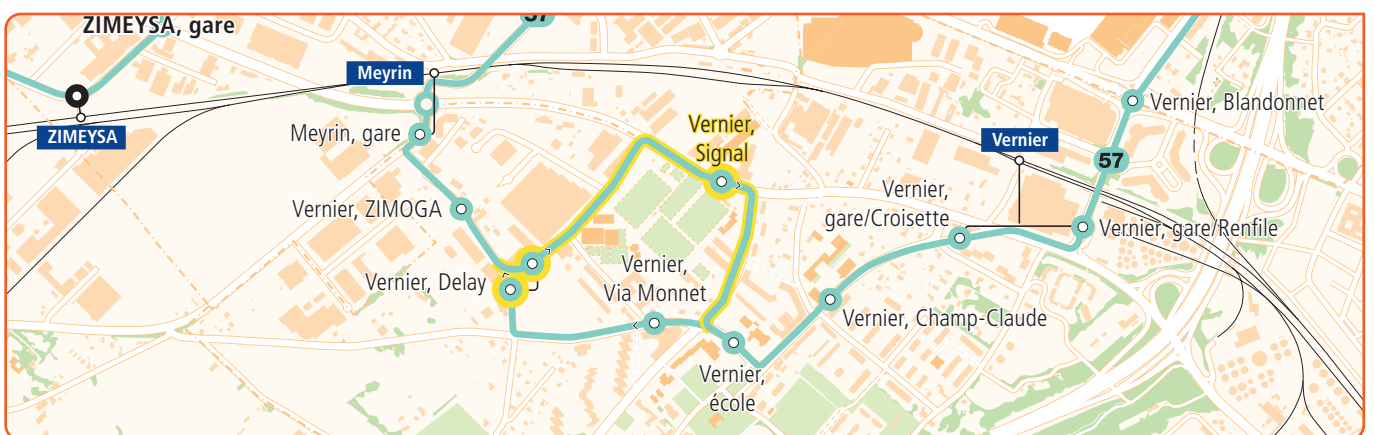 ZIMEYSA, gare
57
Meyrin
ZIMEYSA
Meyrin, gare
Vernier,
Signal
Vernier, Blandonnet
Vernier
57
Vernier, ZIMOGA
Vernier,
gare/Croisette
Vernier, gare/Renfile
Vernier, Delay
Vernier,
Via Monnet
Vernier, Champ-Claude
Vernier,
école